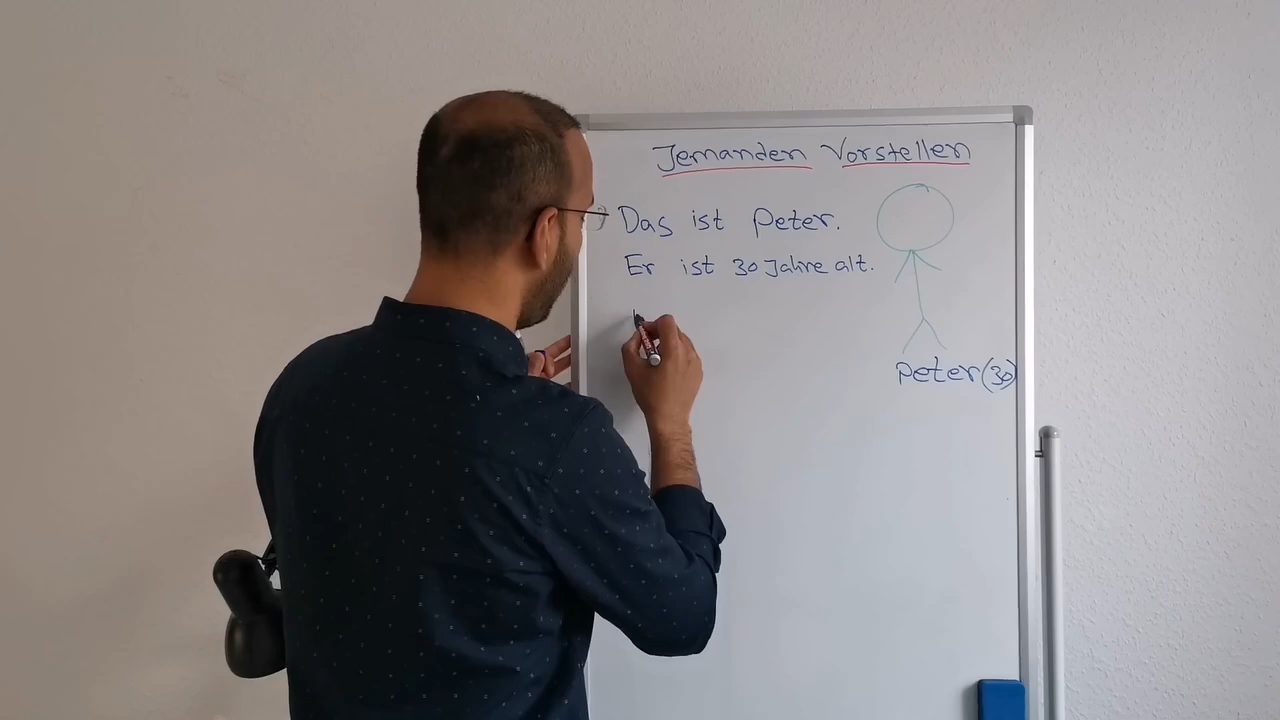 Jemanden Vorstellen
Das ist Peter.
Er ist 30 Jahre alt.
Peter (30)